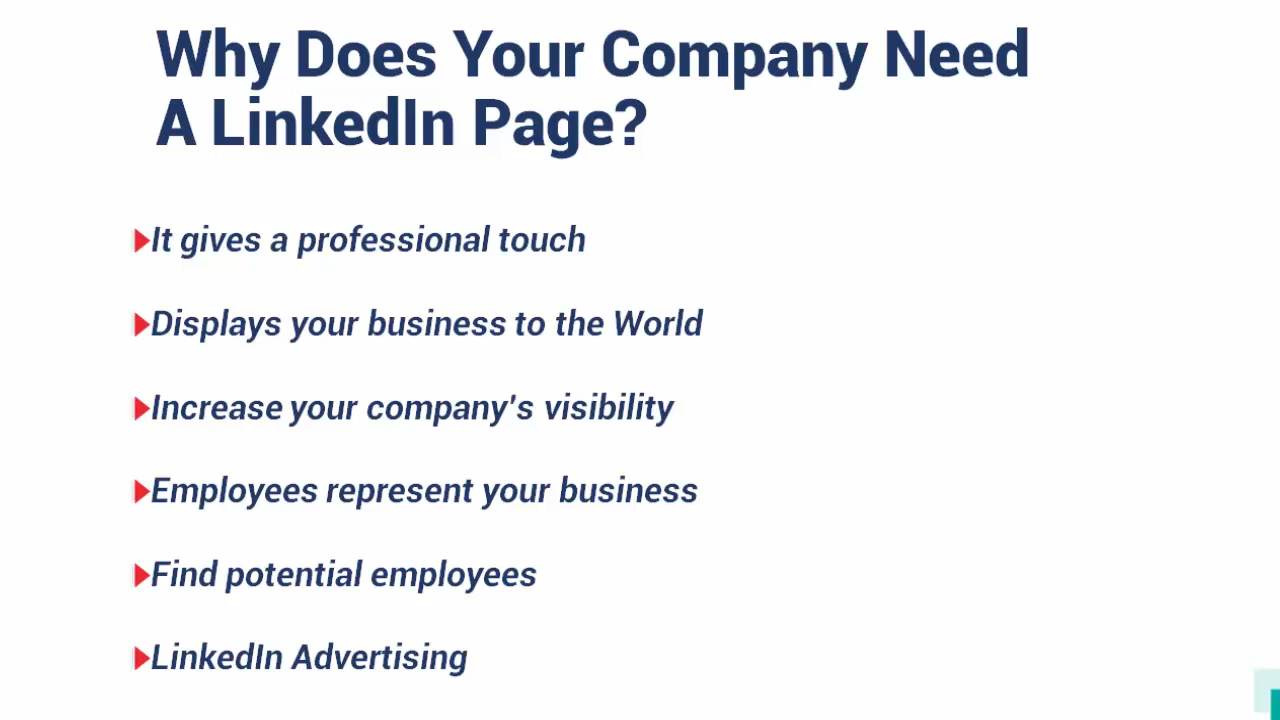 Why Does Your Company Need
A LinkedIn Page?
It gives a professional touch
Displays your business to the World
Increase your company's visibility
Employees represent your business
Find potential employees
LinkedIn Advertising